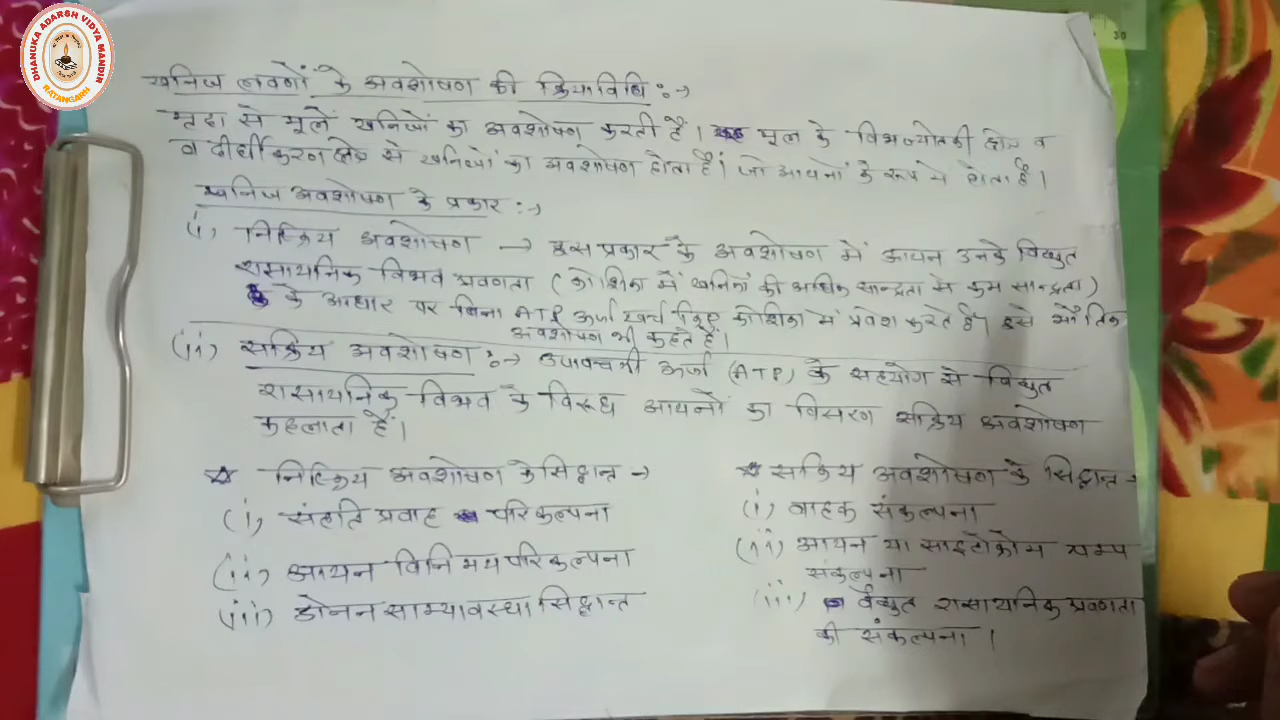 DHANUKA ADARSH VIDYA MANDIR
RATANGARH
खनिज लवणों के अवशोषण की क्रियाविधि :→
मृदा से मूलें खनिजों का अवशोषण करती हैं। मूल के विभज्योतकी क्षेत्र व
व दीर्घीकरण क्षेत्र से खनिजों का अवशोषण होता है। जो आयनों के रूप में होता है।
खनिज अवशोषण के प्रकार :→
(i) निष्क्रिय अवशोषण → इस प्रकार के अवशोषण में आयन उनके विद्युत
रासायनिक विभव प्रवणता (कोशिका में खनिजों की अधिक सान्द्रता से कम सान्द्रता)
के आधार पर बिना ATP ऊर्जा खर्च किए कोशिका में प्रवेश करते हैं। इसे भौतिक
अवशोषण भी कहते हैं।
(ii) सक्रिय अवशोषण :→ उपापचयी ऊर्जा (ATP) के सहयोग से विद्युत
रासायनिक विभव के विरूध आयनों का विसरण सक्रिय अवशोषण
कहलाता है।
☆ निष्क्रिय अवशोषण के सिद्धान्त →
(i) संहति प्रवाह परिकल्पना
(ii) आयन विनिमय परिकल्पना
(iii) डोनन साम्यावस्था सिद्धान्त
☆ सक्रिय अवशोषण के सिद्धान्त →
(i) वाहक संकल्पना
(ii) आयन या साइटोक्रोम पम्प
संकल्पना
(iii) वैद्युत रासायनिक प्रवणता
की संकल्पना।